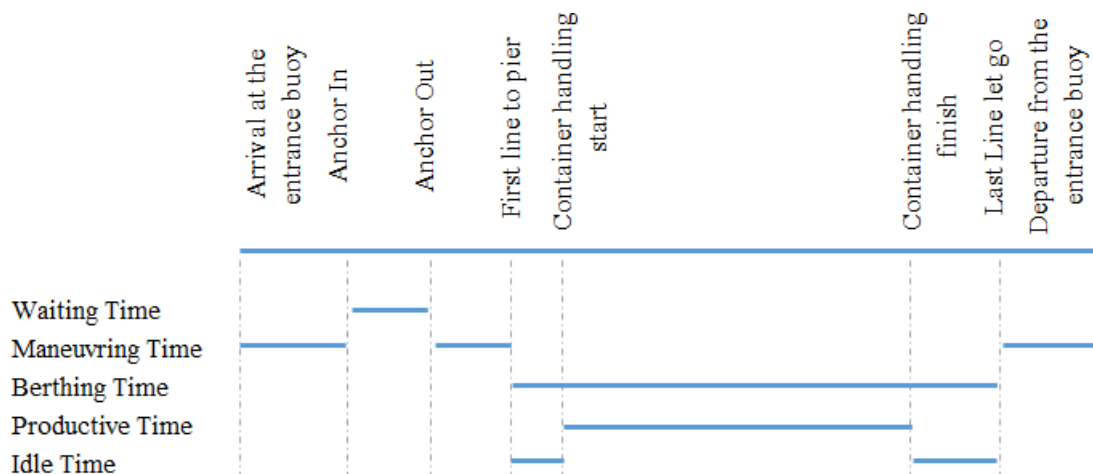 Arrival at the
entrance buoy
Anchor In
Anchor Out
First line to pier
Container handling
start
Container handling
finish
Last Line let go
Departure from the
entrance buoy
Waiting Time
Maneuvring Time
Berthing Time
Productive Time
Idle Time